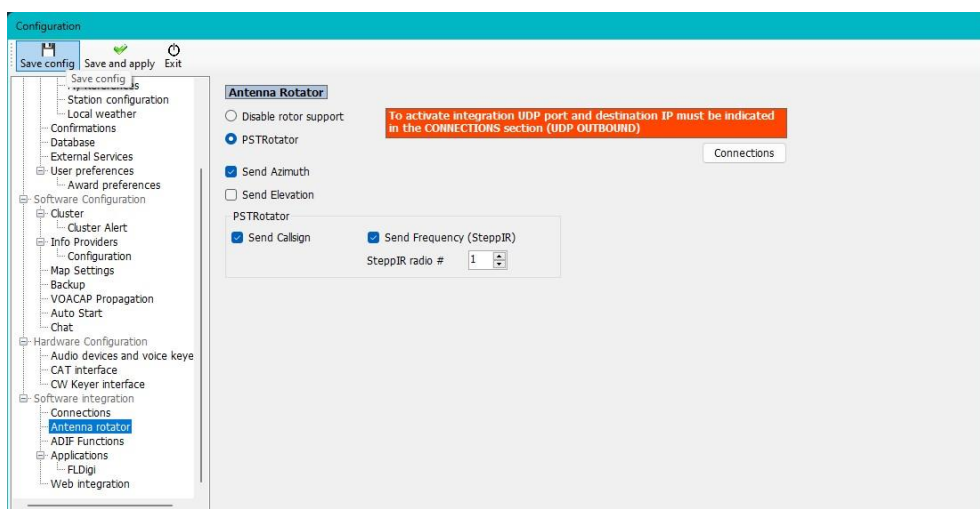 Configuration
Save config Save and apply Exit
Save config
Station configuration
Local weather
Confirmations
Database
External Services
User preferences
Award preferences
Software Configuration
Cluster
Cluster Alert
Info Providers
Configuration
Map Settings
Backup
VOACAP Propagation
Auto Start
Chat
Hardware Configuration
Audio devices and voice keye
CAT interface
CW Keyer interface
Software integration
Connections
Antenna rotator
ADIF Functions
Applications
FLDigi
Web integration
Antenna Rotator
Disable rotor support
PSTRotator
To activate integration UDP port and destination IP must be indicated
in the CONNECTIONS section (UDP OUTBOUND)
Connections
Send Azimuth
Send Elevation
PSTRotator
Send Callsign
Send Frequency (SteppIR)
SteppIR radio # 1